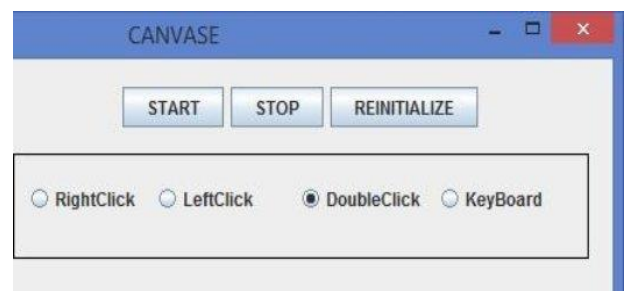 CANVASE
START STOP REINITIALIZE
RightClick LeftClick DoubleClick KeyBoard